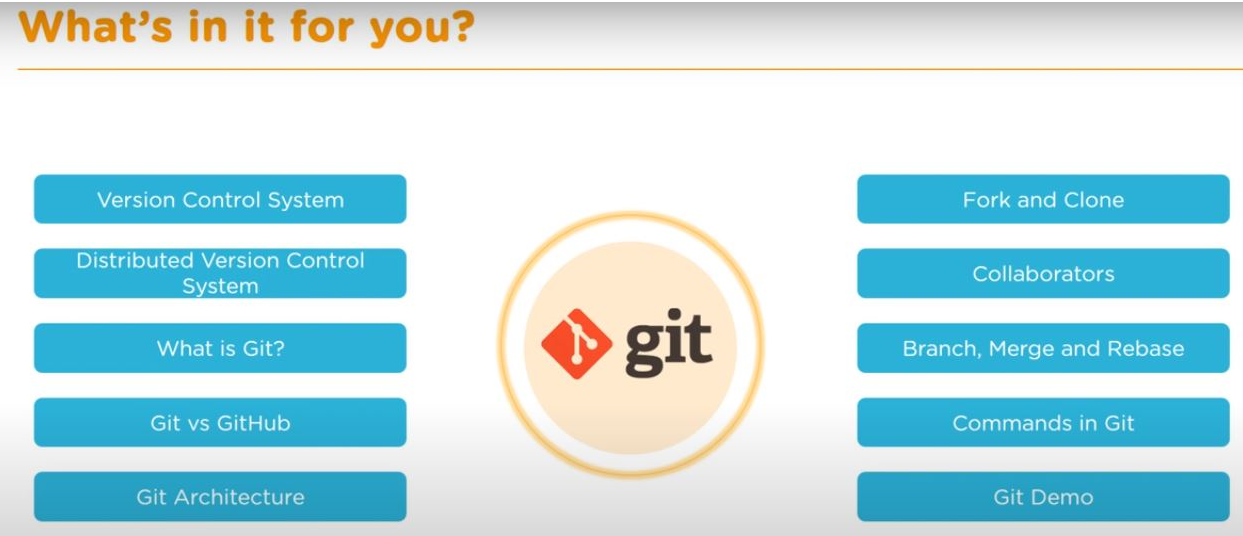 What's in it for you?
Version Control System
Distributed Version Control
System
What is Git?
Git vs GitHub
Git Architecture
git
Fork and Clone
Collaborators
Branch, Merge and Rebase
Commands in Git
Git Demo